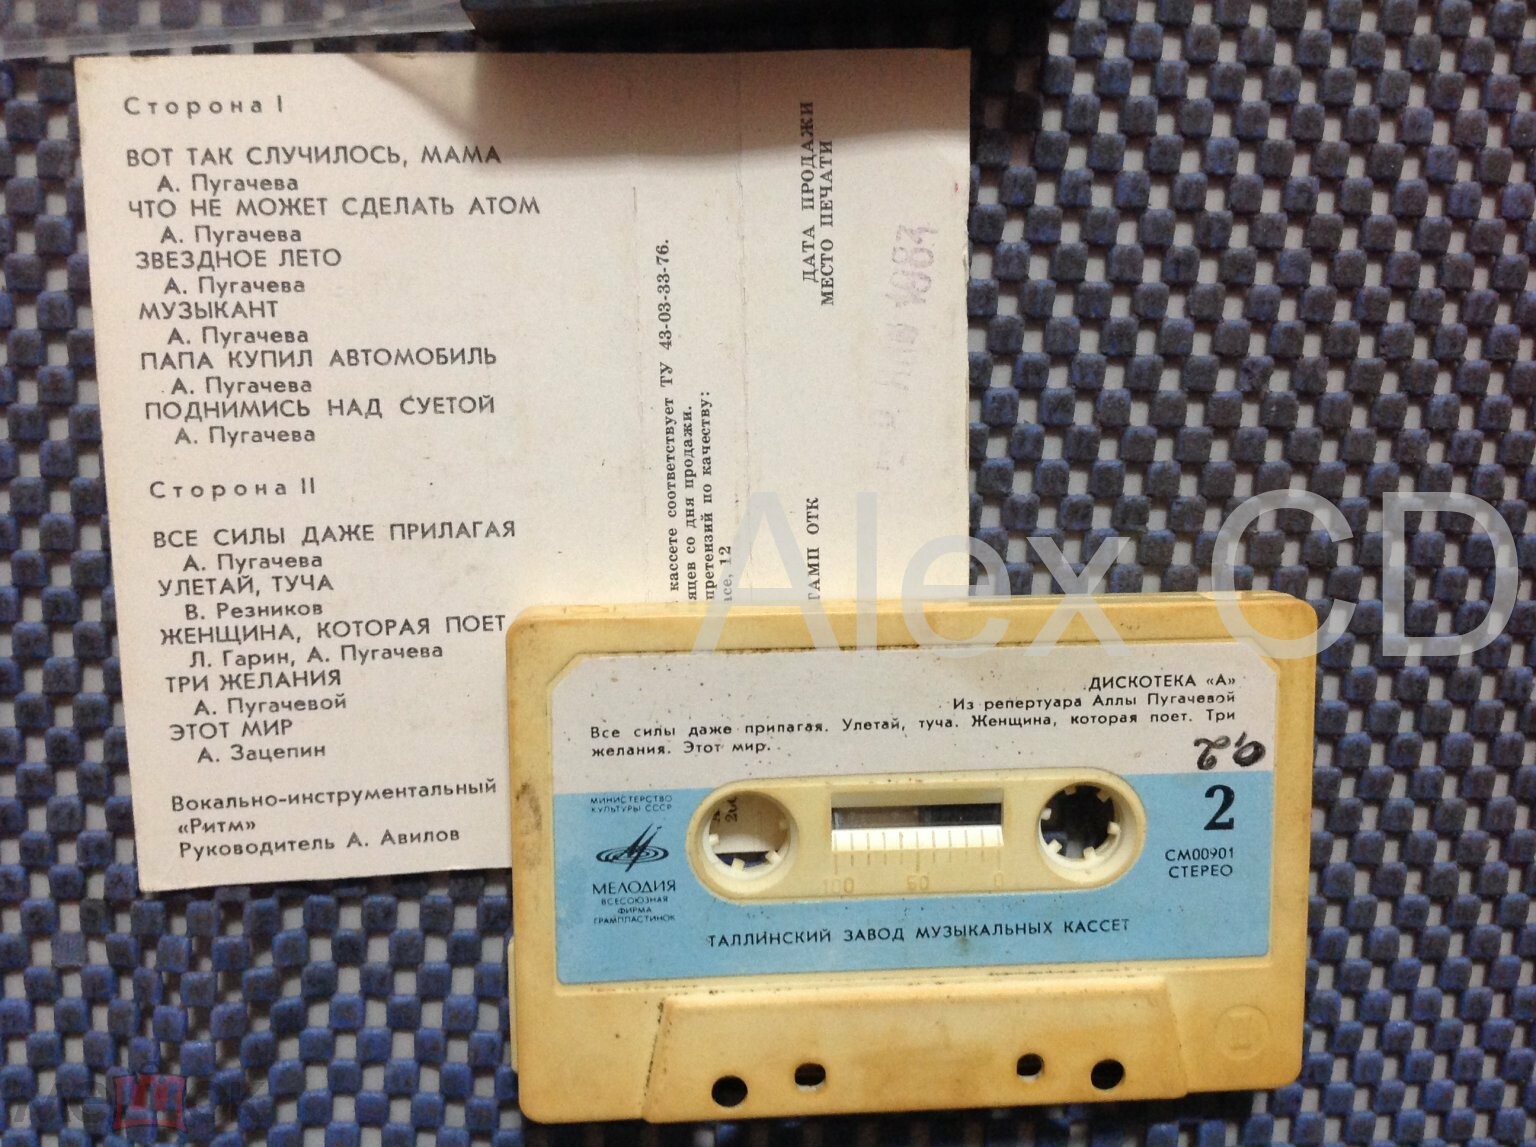 Сторона I
ВОТ ТАК СЛУЧИЛОСЬ, МАМА
А. Пугачева
ЧТО НЕ МОЖЕТ СДЕЛАТЬ АТОМ
А. Пугачева
ЗВЕЗДНОЕ ЛЕТО
А. Пугачева
МУЗЫКАНТ
А. Пугачева
ПАПА КУПИЛ АВТОМОБИЛЬ
А. Пугачева
ПОДНИМИСЬ НАД СУЕТОЙ
А. Пугачева
Сторона II
ВСЕ СИЛЫ ДАЖЕ ПРИЛАГАЯ
А. Пугачева
УЛЕТАЙ, ТУЧА
В. Резников
ЖЕНЩИНА, КОТОРАЯ ПОЕТ
Л. Гарин, А. Пугачева
ТРИ ЖЕЛАНИЯ
А. Пугачевой
ЭТОТ МИР
А. Зацепин
Вокально-инструментальный
«Ритм»
Руководитель А. Авилов
кассете соответствует ТУ 43-03-33-76.
яцев со дня продажи.
претензий по качеству:
ссе, 12
ДАТА ПРОДАЖИ
МЕСТО ПЕЧАТИ
ТАМП ОТК
Alex CD
ДИСКОТЕКА «А»
Из репертуара Аллы Пугачевой
Все силы даже прилагая. Улетай, туча. Женщина, которая поет. Три
желания. Этот мир.
0,2
МИНИСТЕРСТВО
КУЛЬТУРЫ СССР
МЕЛОДИЯ
ВСЕСОЮЗНАЯ
ФИРМА
ГРАМПЛАСТИНОК
2
СМ00901
СТЕРЕО
100 50 0
ТАЛЛИНСКИЙ ЗАВОД МУЗЫКАЛЬНЫХ КАССЕТ